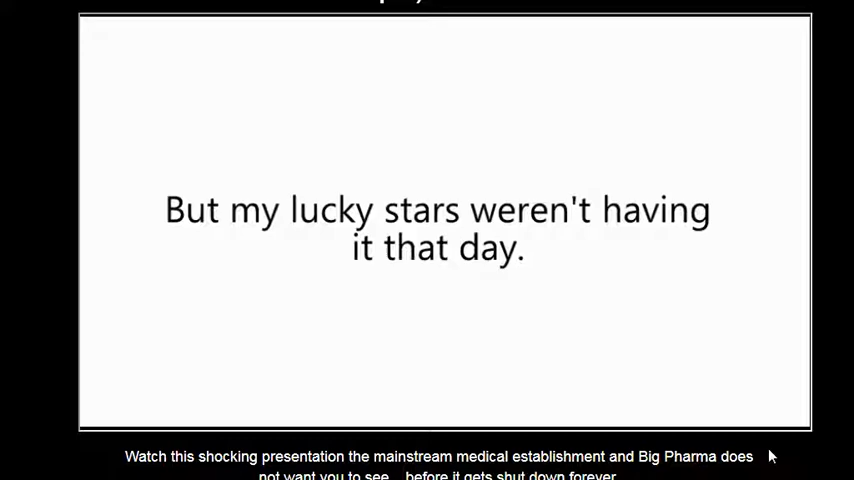 But my lucky stars weren't having
it that day.
Watch this shocking presentation the mainstream medical establishment and Big Pharma does
not want you to see... before it gets shut down forever